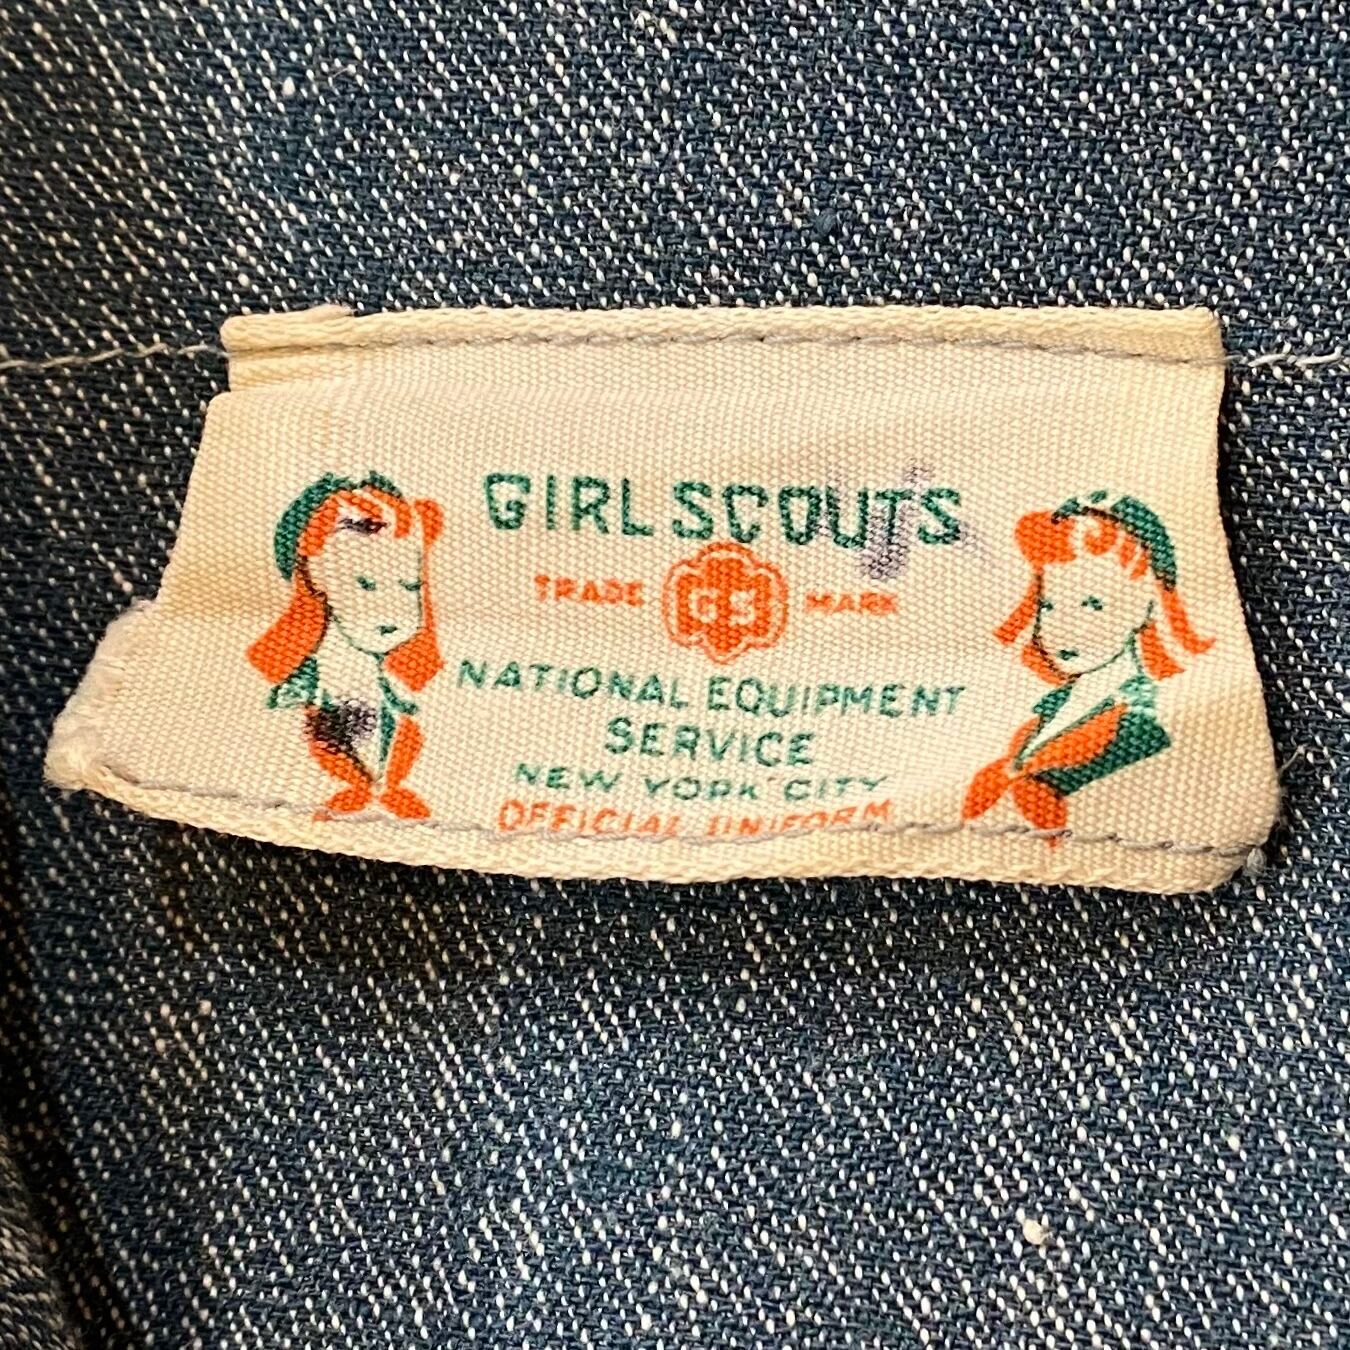 GIRL SCOUTS
TRADE GS MARK
NATIONAL EQUIPMENT
SERVICE
NEW YORK CITY
OFFICIAL UNIFORM